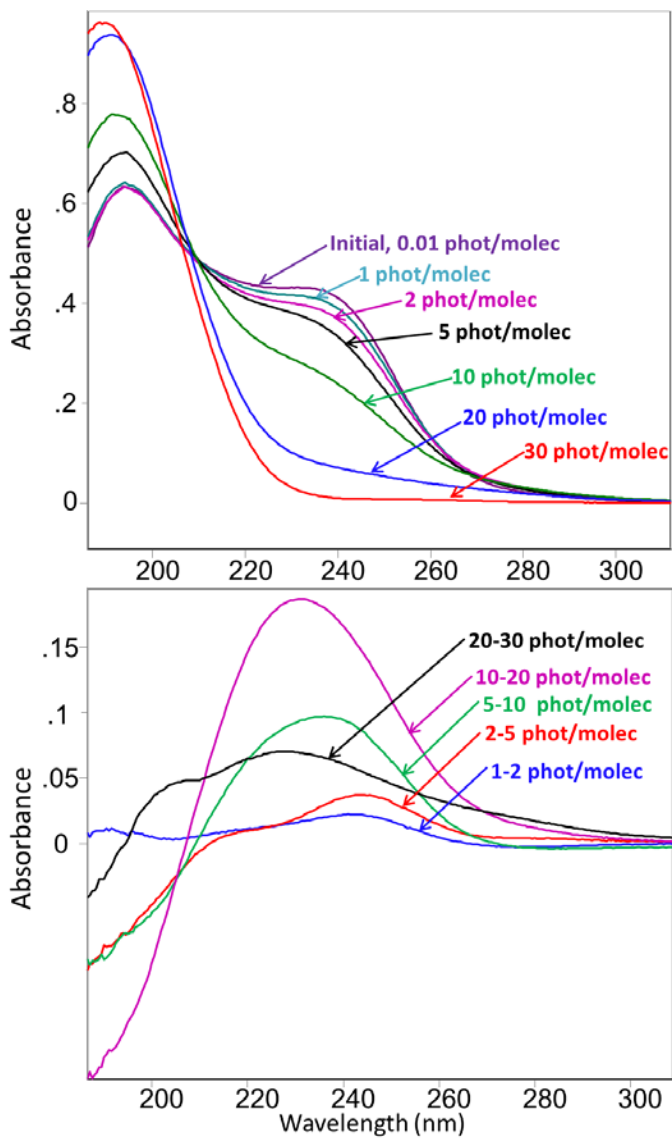 .8
.6
.4
.2
0
Absorbance
Initial, 0.01 phot/molec
1 phot/molec
2 phot/molec
5 phot/molec
10 phot/molec
20 phot/molec
30 phot/molec
200 220 240 260 280 300
.15
.1
.05
0
Absorbance
20-30 phot/molec
10-20 phot/molec
5-10 phot/molec
2-5 phot/molec
1-2 phot/molec
200 220 240 260 280 300
Wavelength (nm)